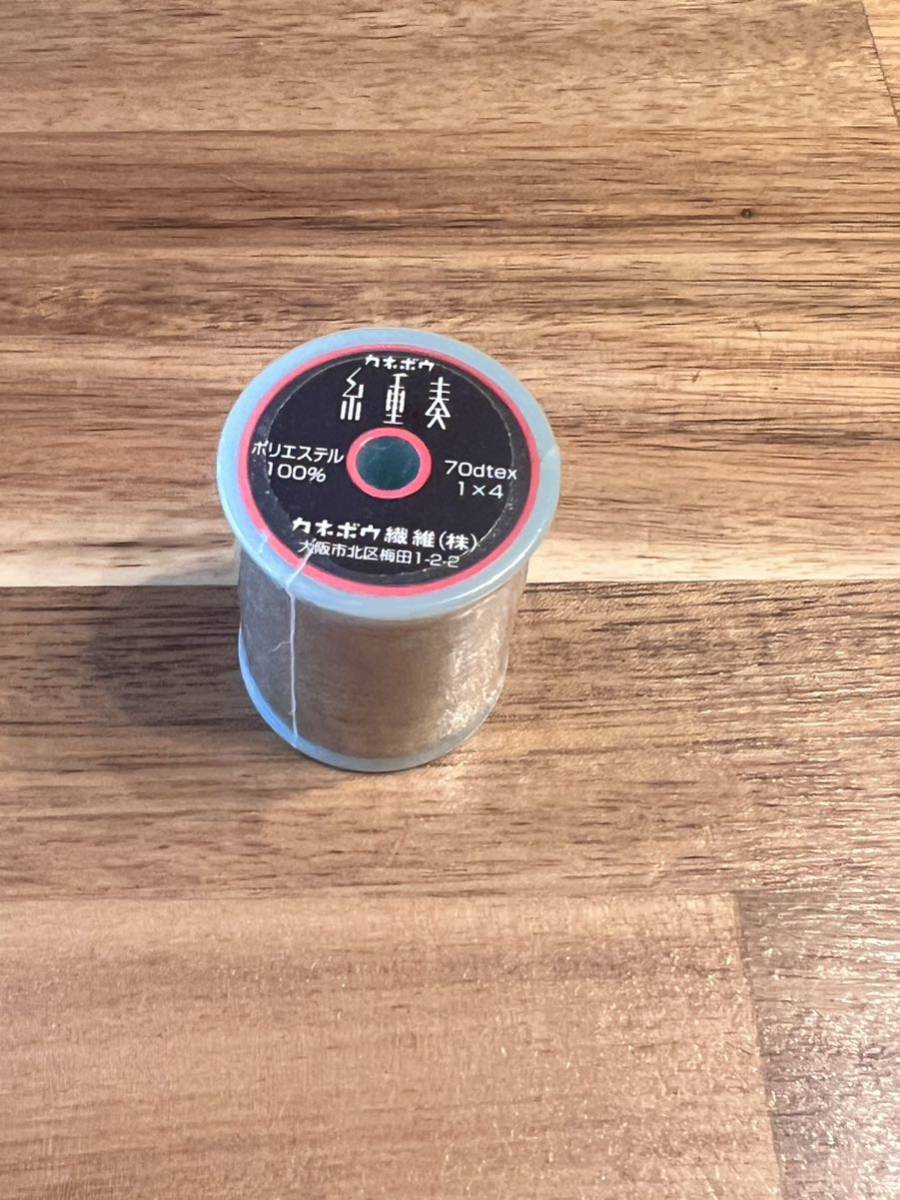 カネボウ
糸重奏
ポリエステル
100%
70dtex
1×4
カネボウ繊維(株)
大阪市北区梅田1-2-2